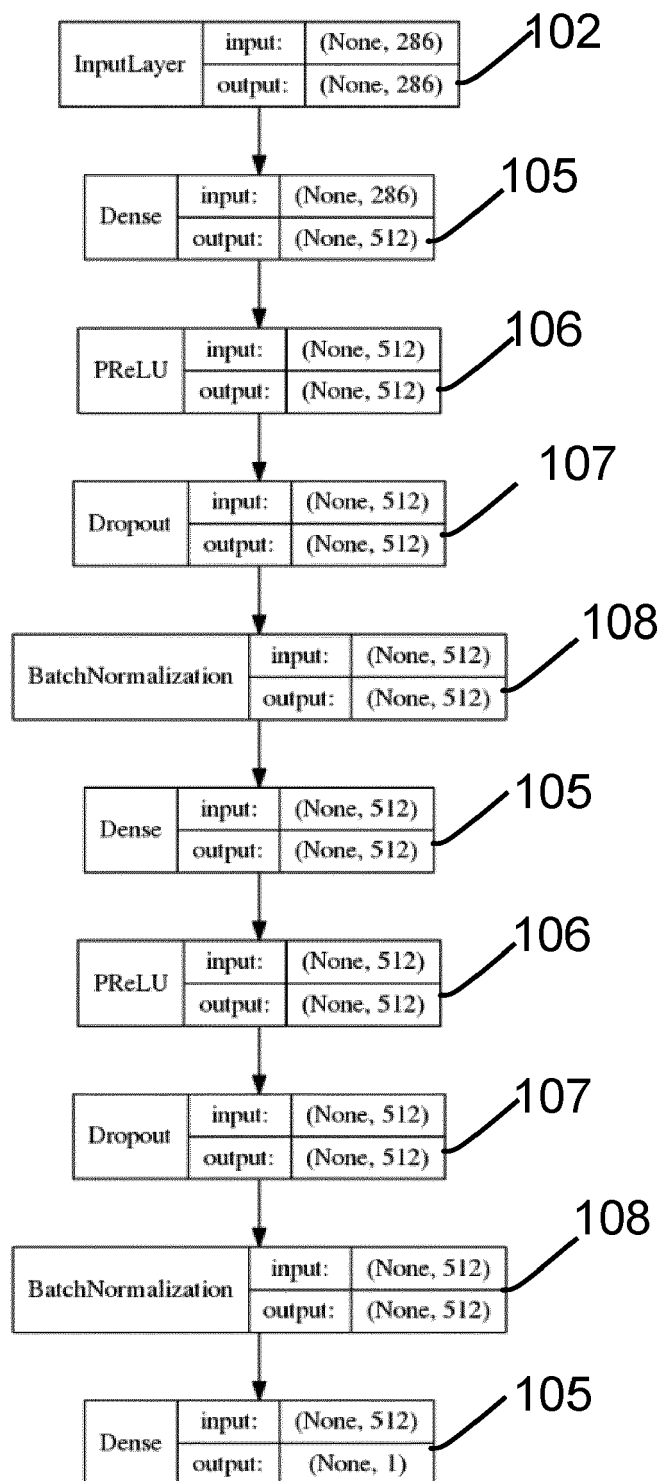 InputLayer input: (None, 286) 102
output: (None, 286)
Dense input: (None, 286) 105
output: (None, 512)
PReLU input: (None, 512) 106
output: (None, 512)
Dropout input: (None, 512) 107
output: (None, 512)
BatchNormalization input: (None, 512) 108
output: (None, 512)
Dense input: (None, 512) 105
output: (None, 512)
PReLU input: (None, 512) 106
output: (None, 512)
Dropout input: (None, 512) 107
output: (None, 512)
BatchNormalization input: (None, 512) 108
output: (None, 512)
Dense input: (None, 512) 105
output: (None, 1)